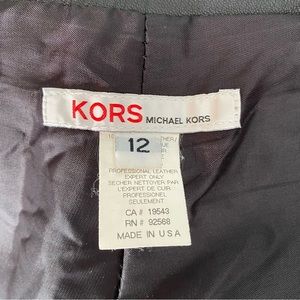 KORS MICHAEL KORS
12
PROFESSIONAL LEATHER
EXPERT ONLY
SECHER NETTOYER PAR
L'EXPERT DE CUIR
PROFESSIONEL
SEULEMENT
CA# 19543
RN# 92568
MADE IN U S A